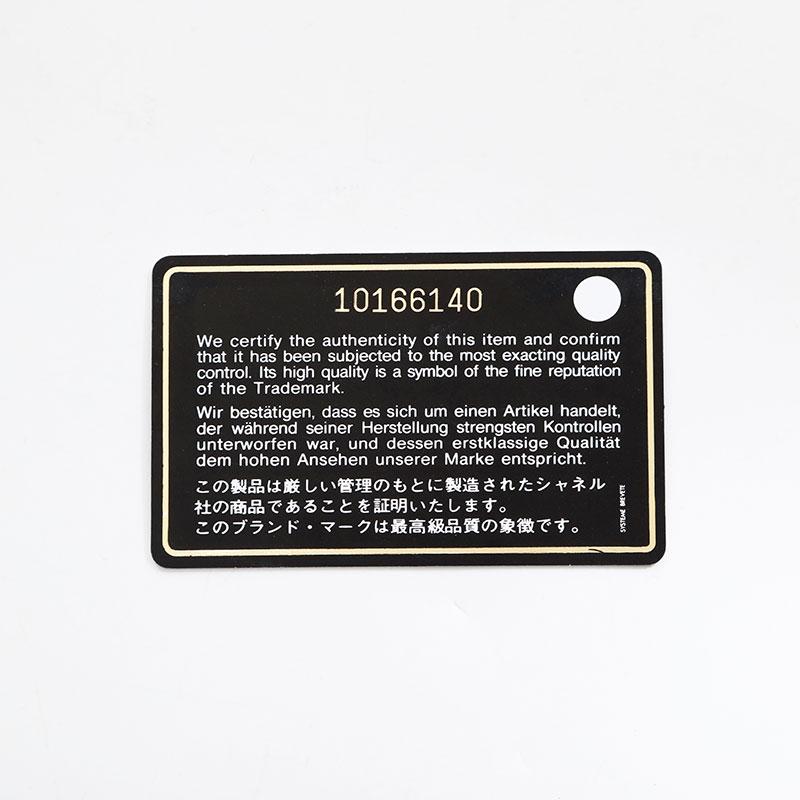 10166140
We certify the authenticity of this item and confirm
that it has been subjected to the most exacting quality
control. Its high quality is a symbol of the fine reputation
of the Trademark.
Wir bestätigen, dass es sich um einen Artikel handelt,
der während seiner Herstellung strengsten Kontrollen
unterworfen war, und dessen erstklassige Qualität
dem hohen Ansehen unserer Marke entspricht.
この製品は厳しい管理のもとに製造されたシャネル
社の商品であることを証明いたします。
このブランド・マークは最高級品質の象徴です。
SYSTEME BREVETE